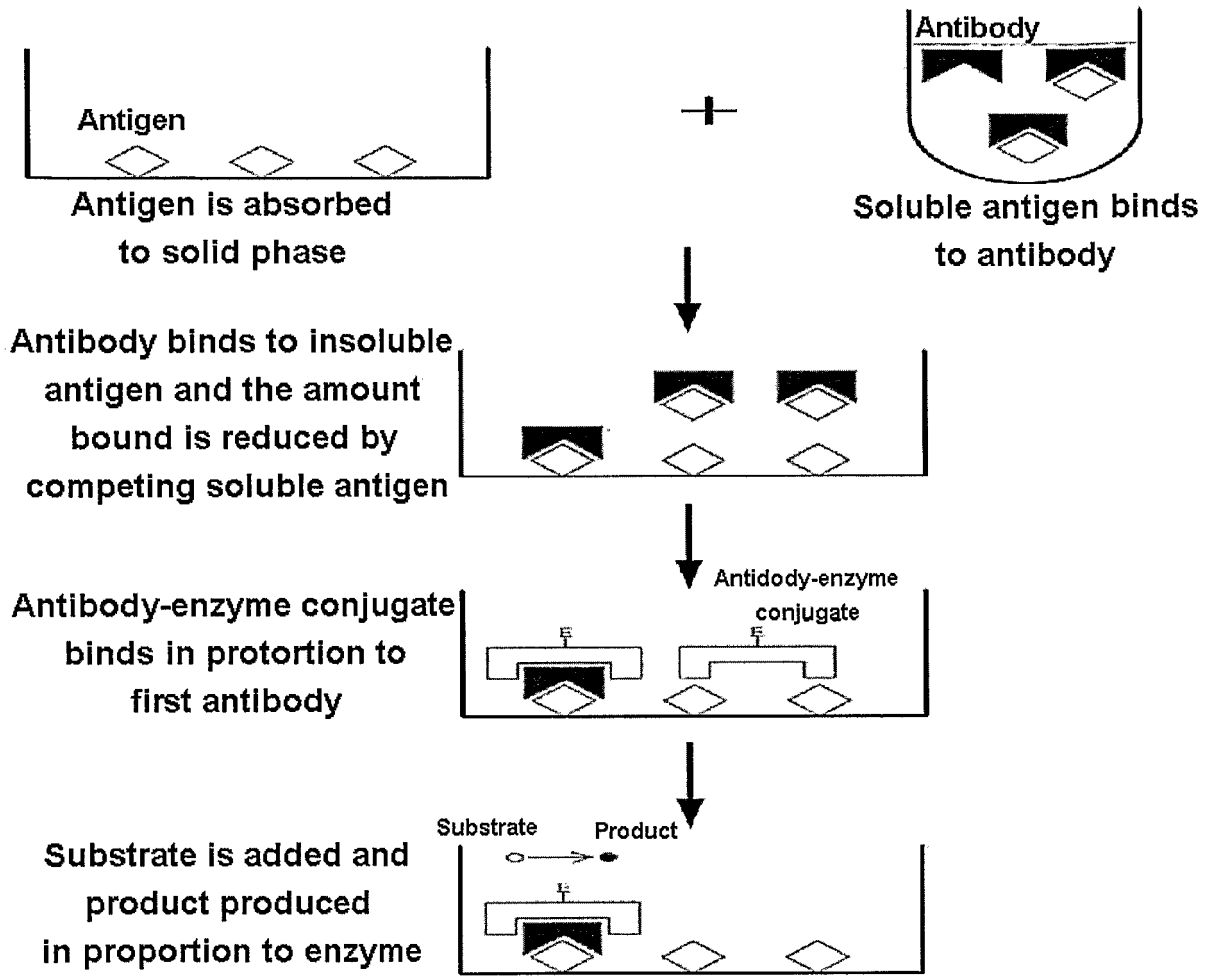 Antibody
Antigen
Antigen is absorbed
to solid phase
Soluble antigen binds
to antibody
Antibody binds to insoluble
antigen and the amount
bound is reduced by
competing soluble antigen
Antidody-enzyme
conjugate
Antibody-enzyme conjugate
binds in protortion to
first antibody
E
E
Substrate
Product
Substrate is added and
product produced
in proportion to enzyme
E